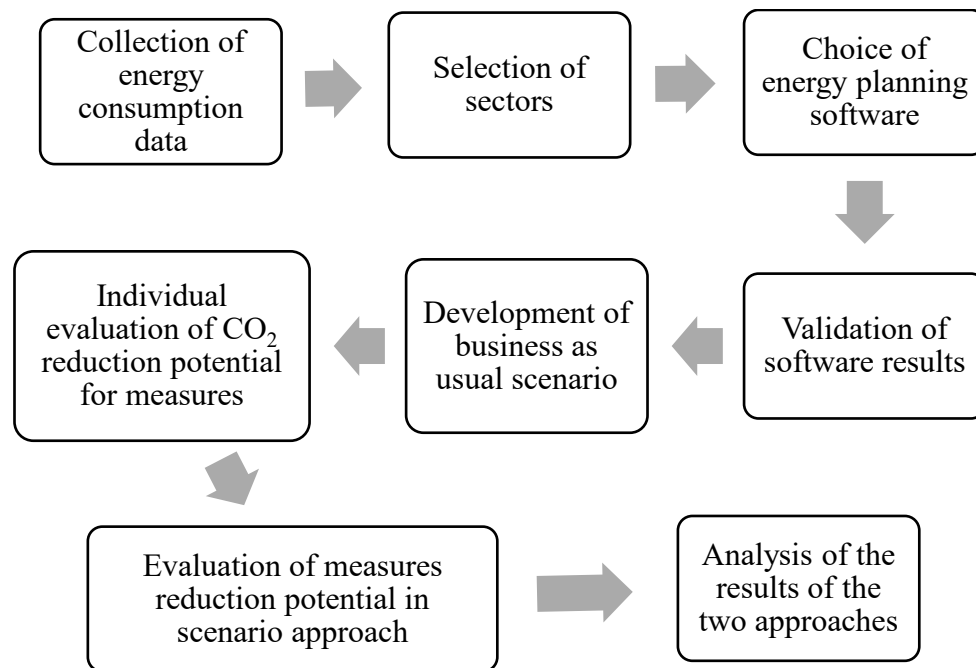 Collection of
energy
consumption
data
Selection of
sectors
Choice of
energy planning
software
Individual
evaluation of CO₂
reduction potential
for measures
Development of
business as
usual scenario
Validation of
software results
Evaluation of measures
reduction potential in
scenario approach
Analysis of the
results of the
two approaches